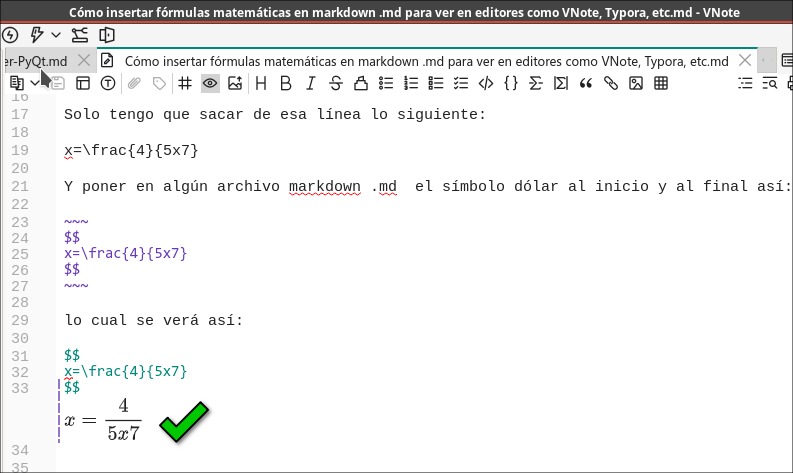 Cómo insertar fórmulas matemáticas en markdown .md para ver en editores como VNote, Typora, etc.md - VNote
er-PyQt.md Cómo insertar fórmulas matemáticas en markdown .md para ver en editores como VNote, Typora, etc.md
16
17 Solo tengo que sacar de esa línea lo siguiente:
18
19 x=\frac{4}{5x7}
20
21 Y poner en algún archivo markdown .md el símbolo dólar al inicio y al final así:
22
23 ~~~
24 $$
25 x=\frac{4}{5x7}
26 $$
27 ~~~
28
29 lo cual se verá así:
30
31 $$
32 x=\frac{4}{5x7}
33 $$
x = 4/5x7
34
35